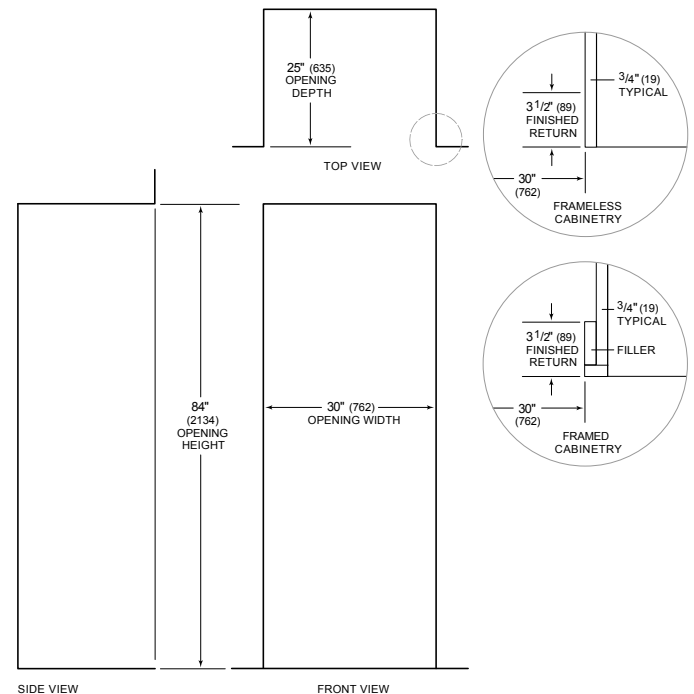 25" (635)
OPENING
DEPTH
TOP VIEW
3/4" (19)
TYPICAL
3 1/2" (89)
FINISHED
RETURN
30"
(762)
FRAMELESS
CABINETRY
3/4" (19)
TYPICAL
3 1/2" (89)
FINISHED
RETURN
FILLER
30"
(762)
FRAMED
CABINETRY
84"
(2134)
OPENING
HEIGHT
30" (762)
OPENING WIDTH
SIDE VIEW
FRONT VIEW